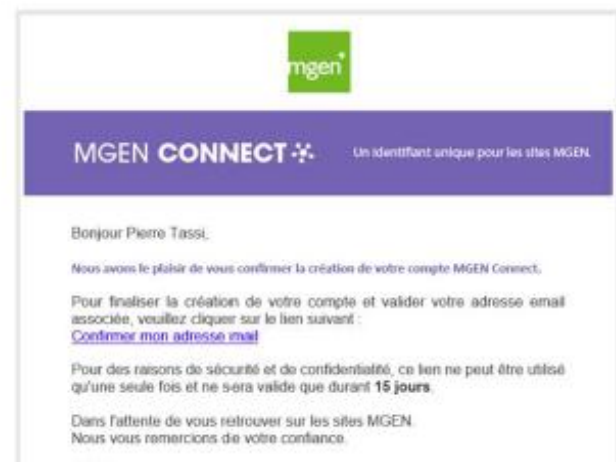 mgen
MGEN CONNECT
Un identifiant unique pour les sites MGEN.
Bonjour Pierre Tassi,
Nous avons le plaisir de vous confirmer la création de votre compte MGEN Connect.
Pour finaliser la création de votre compte et valider votre adresse email
associée, veuillez cliquer sur le lien suivant :
Confirmer mon adresse mail
Pour des raisons de sécurité et de confidentialité, ce lien ne peut être utilisé
qu'une seule fois et ne sera valide que durant 15 jours.
Dans l'attente de vous retrouver sur les sites MGEN.
Nous vous remercions de votre confiance.